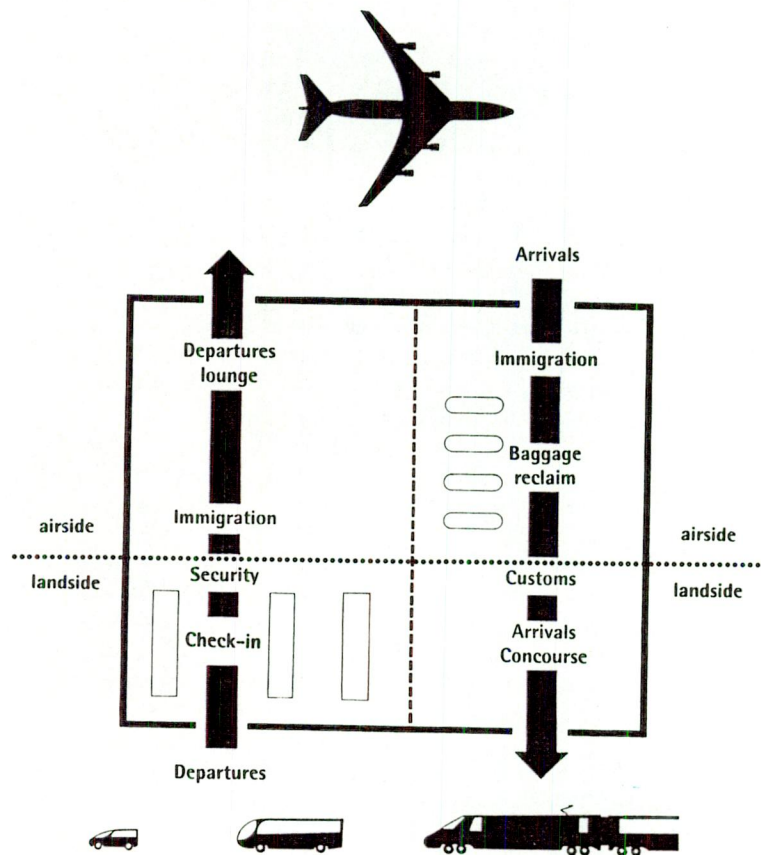 Arrivals
Departures
lounge
Immigration
Baggage
reclaim
Immigration
airside
airside
landside
landside
Security
Customs
Check-in
Arrivals
Concourse
Departures